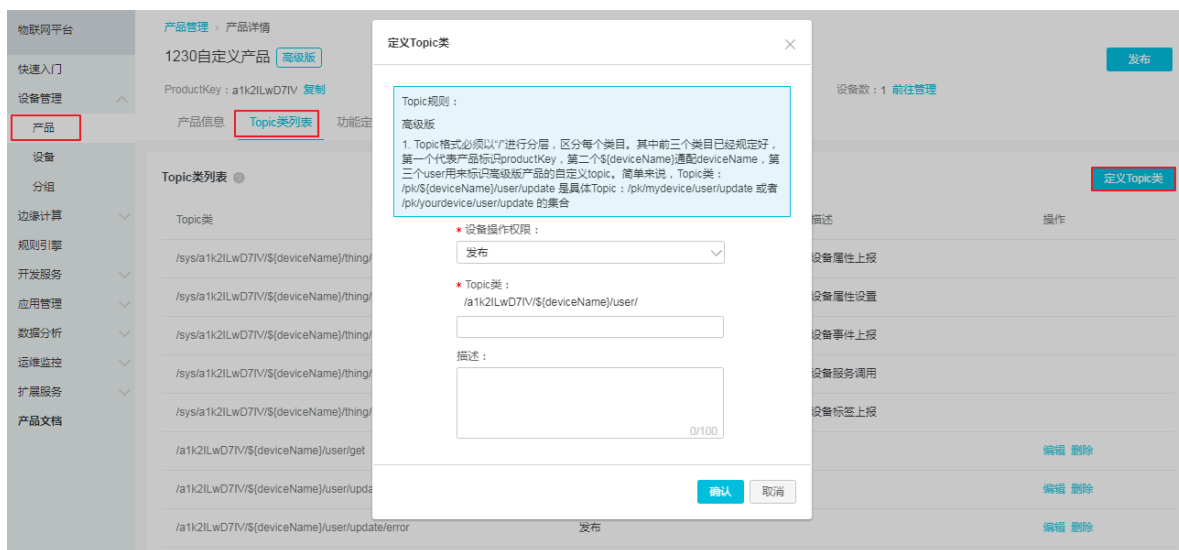 物联网平台
快速入门
设备管理
产品
设备
分组
边缘计算
规则引擎
开发服务
应用管理
数据分析
运维监控
扩展服务
产品文档
产品管理 > 产品详情
1230自定义产品 高级版
发布
ProductKey : a1k2ILwD7IV 复制
设备数 : 1 前往管理
产品信息 Topic类列表 功能定
Topic类列表
定义Topic类
Topic类 描述 操作
/sys/a1k2ILwD7IV/${deviceName}/thing/ 设备属性上报
/sys/a1k2ILwD7IV/${deviceName}/thing/ 设备属性设置
/sys/a1k2ILwD7IV/${deviceName}/thing/ 设备事件上报
/sys/a1k2ILwD7IV/${deviceName}/thing/ 设备服务调用
/sys/a1k2ILwD7IV/${deviceName}/thing/ 设备标签上报
/a1k2ILwD7IV/${deviceName}/user/get 编辑 删除
/a1k2ILwD7IV/${deviceName}/user/upda 编辑 删除
/a1k2ILwD7IV/${deviceName}/user/update/error 发布 编辑 删除
定义Topic类
Topic规则：
高级版
1. Topic格式必须以“/”进行分层，区分每个类目。其中前三个类目已经规定好，
第一个代表产品标识productKey，第二个${deviceName}通配deviceName，第
三个user用来标识高级版产品的自定义topic。简单来说，Topic类：
/pk/${deviceName}/user/update 是具体Topic：/pk/mydevice/user/update 或者
/pk/yourdevice/user/update 的集合
* 设备操作权限：
发布
* Topic类：
/a1k2ILwD7IV/${deviceName}/user/
描述：
0/100
确认 取消